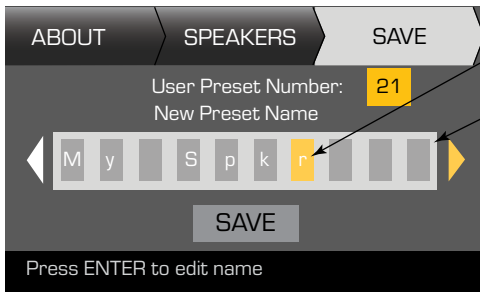 ABOUT SPEAKERS SAVE
User Preset Number: 21
New Preset Name
M y S p k r
SAVE
Press ENTER to edit name